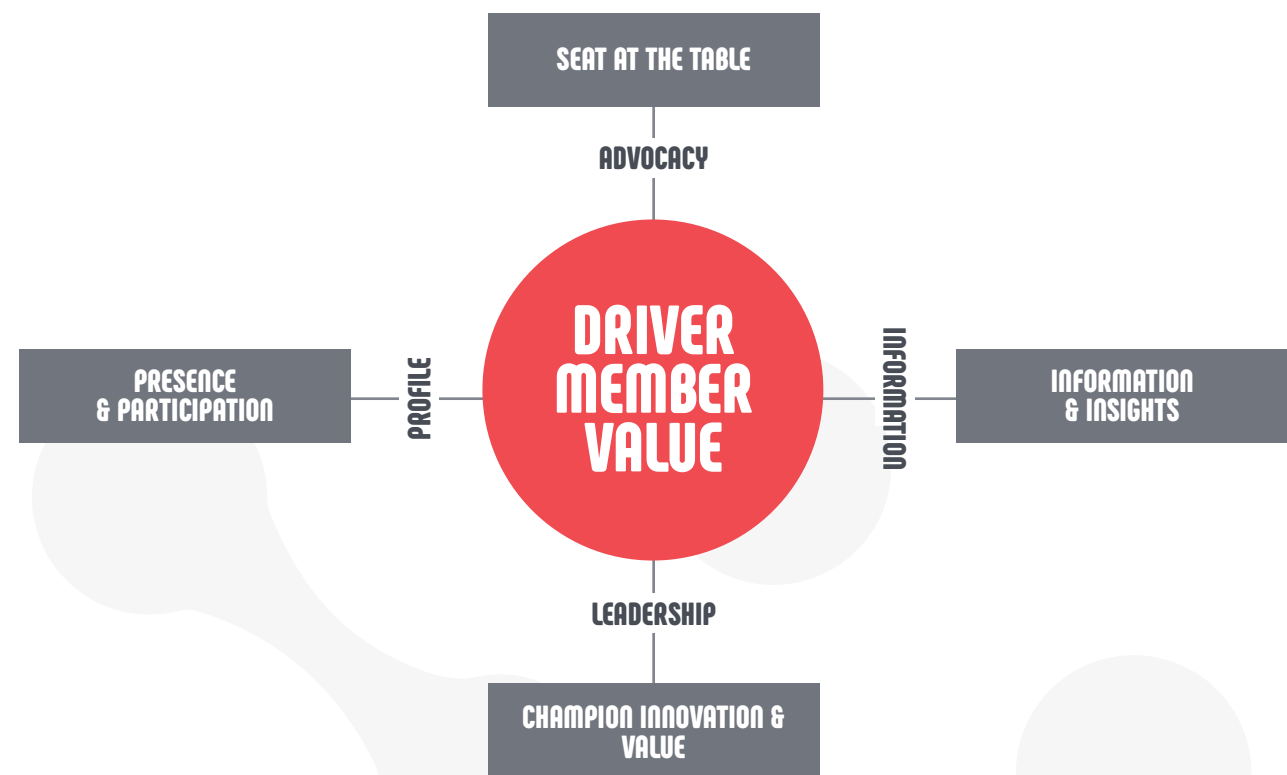 SEAT AT THE TABLE
ADVOCACY
DRIVER
MEMBER
VALUE
PROFILE
INFORMATION
PRESENCE
& PARTICIPATION
INFORMATION
& INSIGHTS
LEADERSHIP
CHAMPION INNOVATION &
VALUE